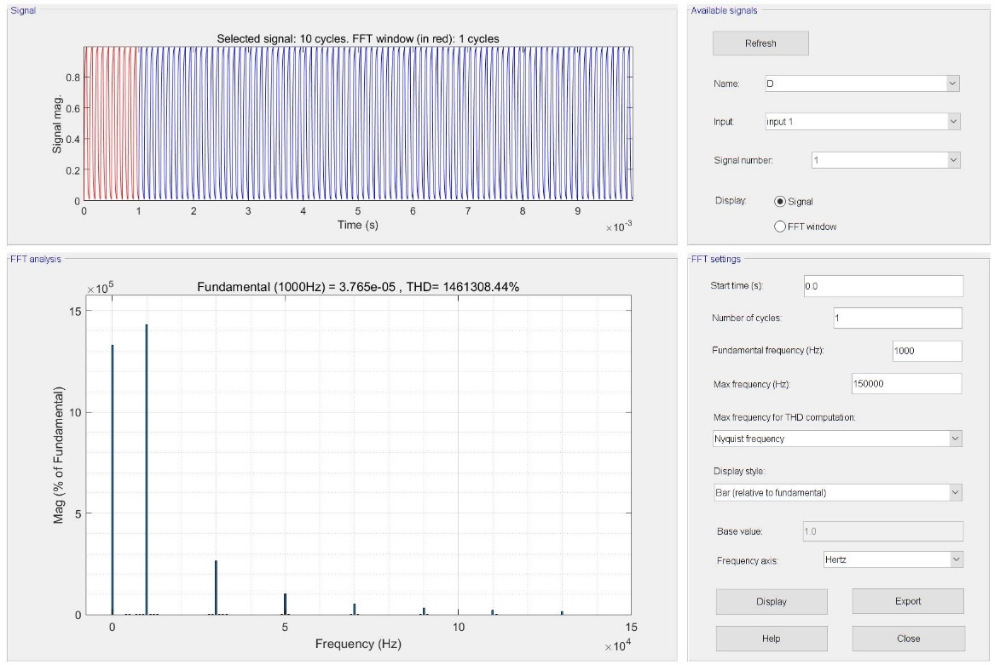 Signal
Selected signal: 10 cycles. FFT window (in red): 1 cycles
Signal mag.
0.8
0.6
0.4
0.2
0
0 1 2 3 4 5 6 7 8 9
Time (s)
×10-3
Available signals
Refresh
Name: D
Input: input 1
Signal number: 1
Display: Signal
FFT window
FFT analysis
×10^5
Fundamental (1000Hz) = 3.765e-05 , THD= 1461308.44%
Mag (% of Fundamental)
15
10
5
0
0 5 10 15
Frequency (Hz)
×10^4
FFT settings
Start time (s): 0.0
Number of cycles: 1
Fundamental frequency (Hz): 1000
Max frequency (Hz): 150000
Max frequency for THD computation:
Nyquist frequency
Display style:
Bar (relative to fundamental)
Base value: 1.0
Frequency axis: Hertz
Display Export
Help Close